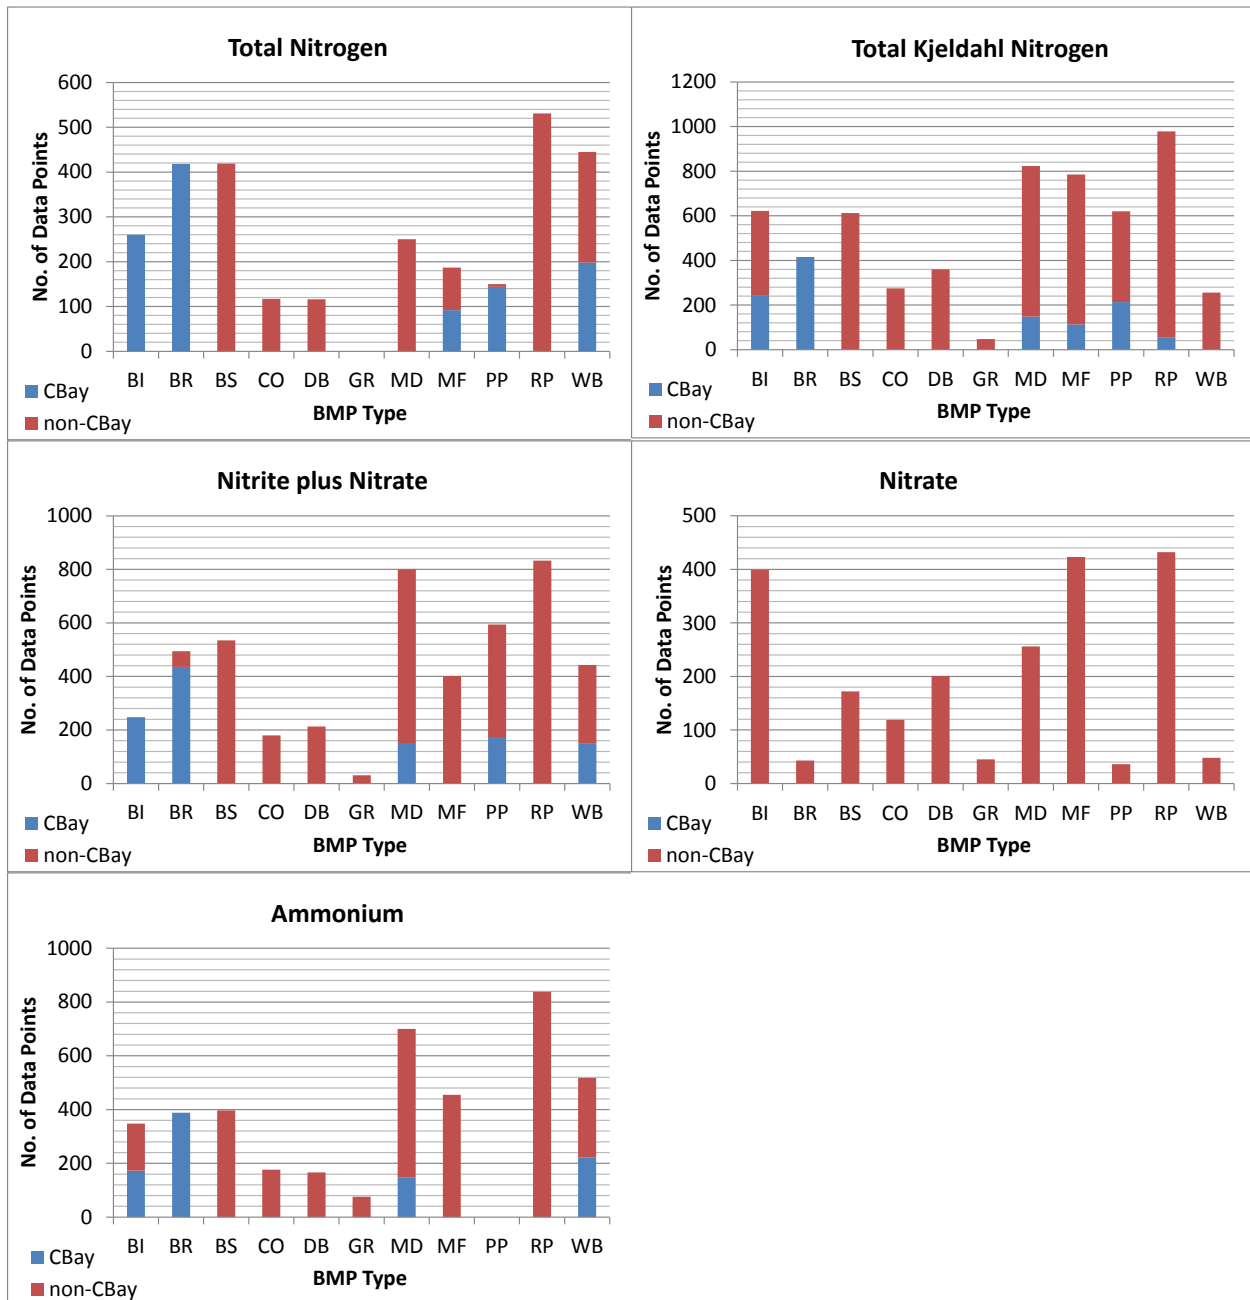 Total Nitrogen
No. of Data Points
600
500
400
300
200
100
0
BI BR BS CO DB GR MD MF PP RP WB
BMP Type
CBay
non-CBay
Total Kjeldahl Nitrogen
No. of Data Points
1200
1000
800
600
400
200
0
BI BR BS CO DB GR MD MF PP RP WB
BMP Type
CBay
non-CBay
Nitrite plus Nitrate
No. of Data Points
1000
800
600
400
200
0
BI BR BS CO DB GR MD MF PP RP WB
BMP Type
CBay
non-CBay
Nitrate
No. of Data Points
500
400
300
200
100
0
BI BR BS CO DB GR MD MF PP RP WB
BMP Type
CBay
non-CBay
Ammonium
No. of Data Points
1000
800
600
400
200
0
BI BR BS CO DB GR MD MF PP RP WB
BMP Type
CBay
non-CBay